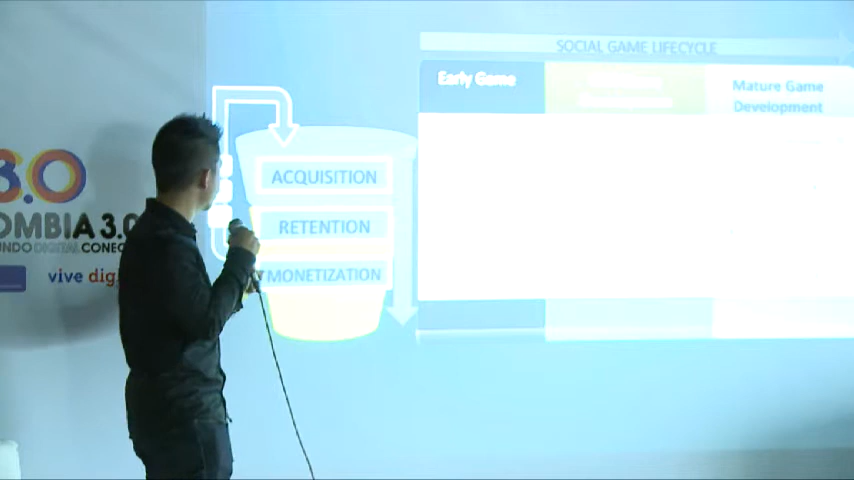 SOCIAL GAME LIFECYCLE
Early Game
Mature Game
Development
ACQUISITION
RETENTION
MONETIZATION
3.0
OMBIA 3.0
UNDO DIGITAL CONEC
vive dig